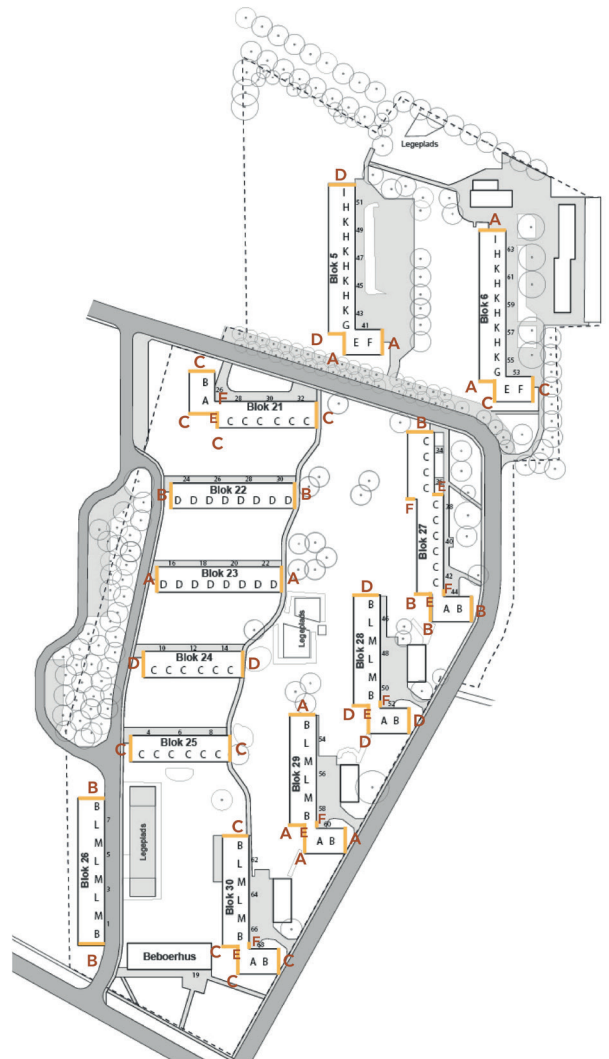 Legeplads
D
I
H
K
H
K
H
K
H
K
G
51
49
47
45
43
41
Blok 5
D
E F
A
A
A
I
H
K
H
K
H
K
H
K
G
63
61
59
57
55
53
Blok 6
A
E F
C
C
C
B
A
26
F
28 30 32
C
E
Blok 21
C C C C C C
C
C
24 26 28 30
B
Blok 22
B
D D D D D D D D
16 18 20 22
A
Blok 23
A
D D D D D D D D
10 12 14
D
Blok 24
D
C C C C C C
4 6 8
C
Blok 25
C
C C C C C C
B
C
C
C
C
34
36
E
F
C
C
C
C
C
C
38
40
42
Blok 27
F
44
B
E
A B
B
B
Legeplads
D
B
L
M
L
M
L
M
B
46
48
50
Blok 28
F
52
D
E
A B
D
D
A
B
L
M
L
M
L
M
B
54
56
58
Blok 29
F
60
A
E
A B
A
A
Legeplads
B
B
L
M
L
M
L
M
B
7
5
3
1
Blok 26
B
C
B
L
M
L
M
L
M
B
62
64
66
Blok 30
F
68
C
E
A B
C
C
Beboerhus
19